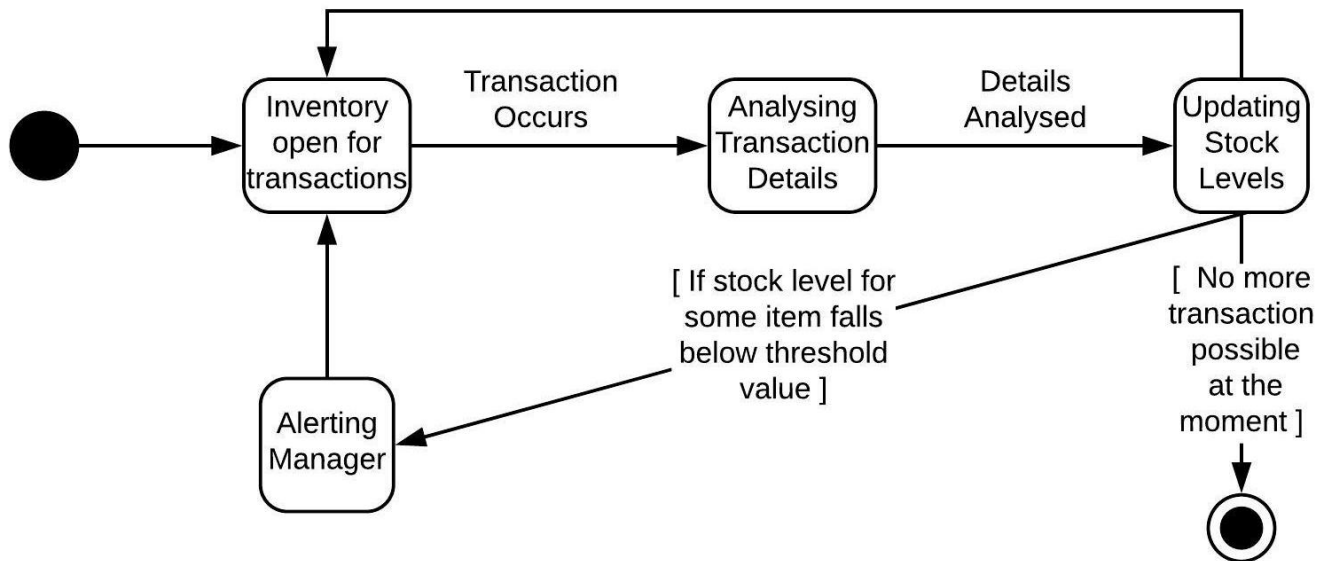 Inventory
open for
transactions
Transaction
Occurs
Analysing
Transaction
Details
Details
Analysed
Updating
Stock
Levels
[ If stock level for
some item falls
below threshold
value ]
[ No more
transaction
possible
at the
moment ]
Alerting
Manager